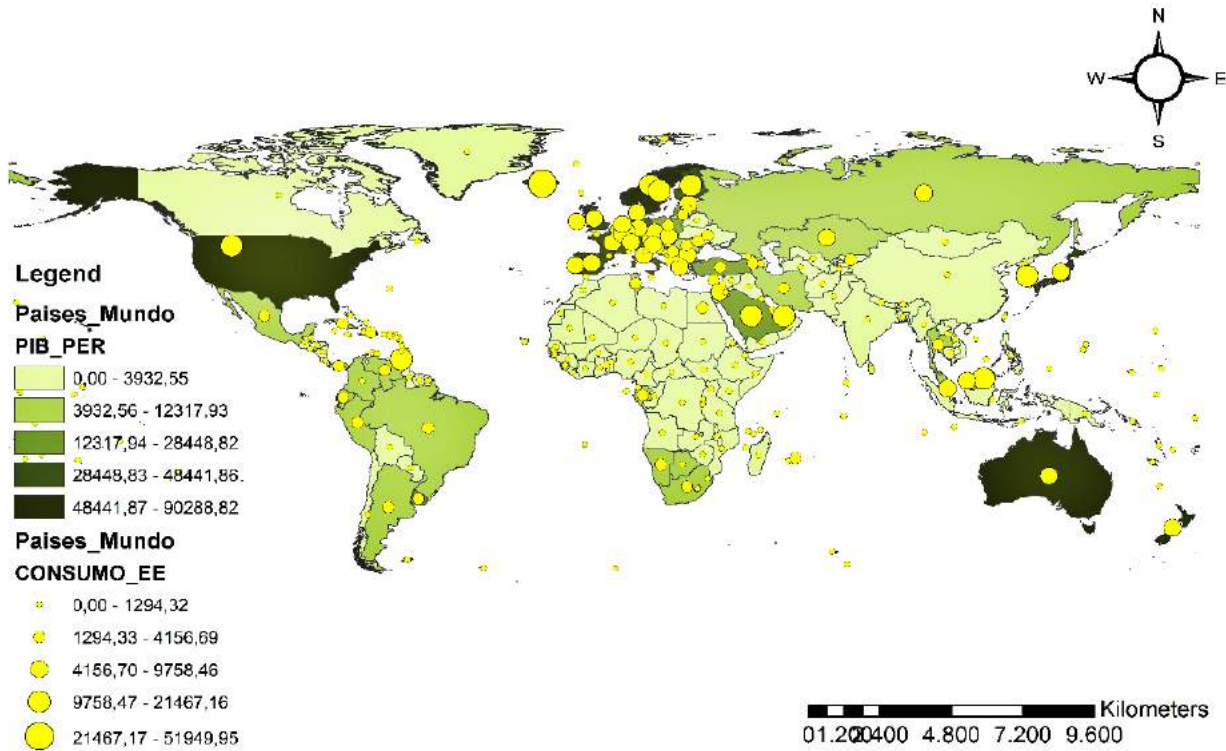 N
W E
S
Legend
Paises_Mundo
PIB_PER
0,00 - 3932,55
3932,56 - 12317,93
12317,94 - 28448,82
28448,83 - 48441,86.
48441,87 - 90288,82
Paises_Mundo
CONSUMO_EE
0,00 - 1294,32
1294,33 - 4156,69
4156,70 - 9758,46
9758,47 - 21467,16
21467,17 - 51949,95
Kilometers
4.800 7.200 9.600